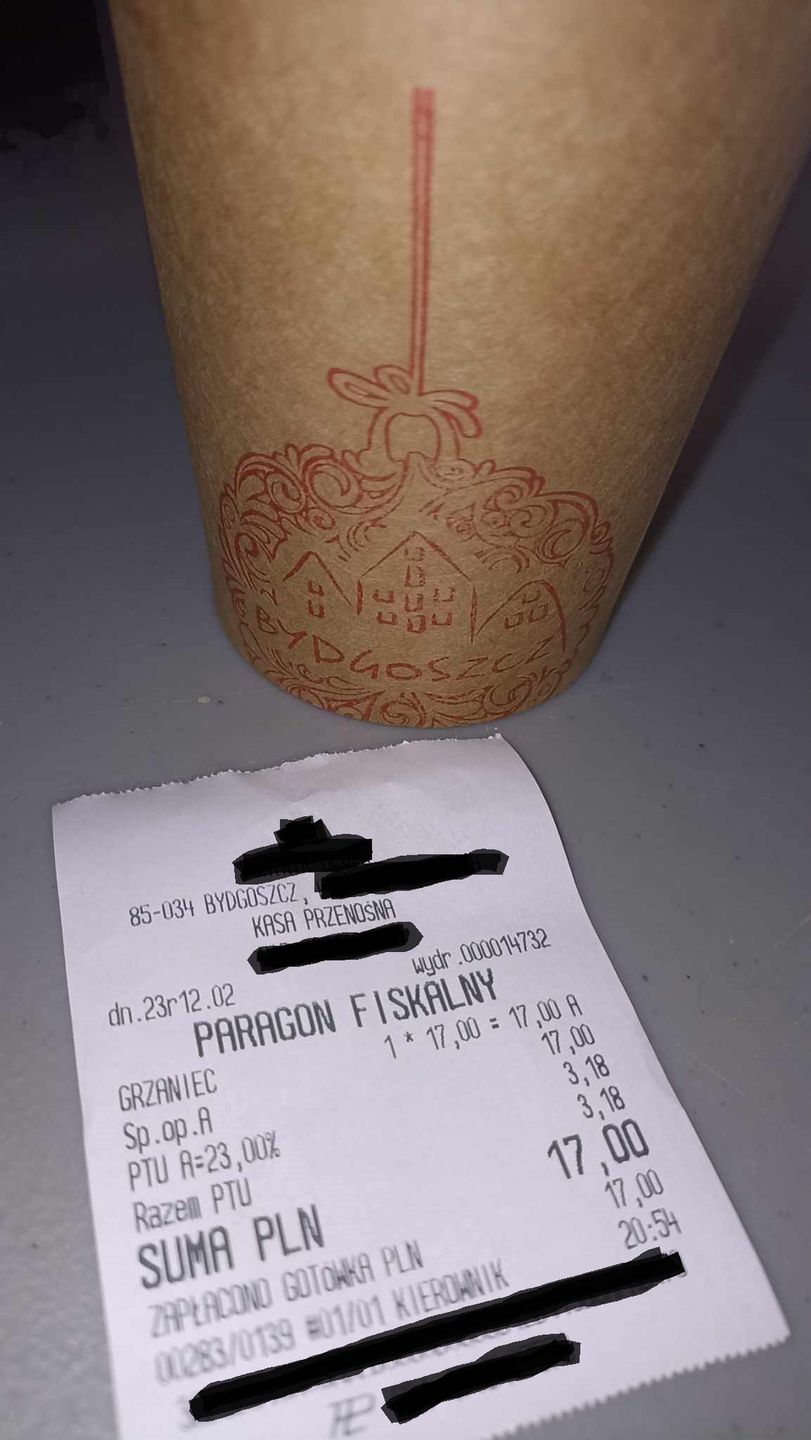 BYDGOSZCZ
85-034 BYDGOSZCZ,
KASA PRZENOŚNA
dn.23r12.02 wydr.000014732
PARAGON FISKALNY
GRZANIEC 1 * 17,00 = 17,00 A
Sp.op.A 17,00
PTU A=23,00% 3,18
Razem PTU 3,18
SUMA PLN 17,00
ZAPŁACONO GOTÓWKA PLN 17,00
00283/0139 #01/01 KIEROWNIK 20:54